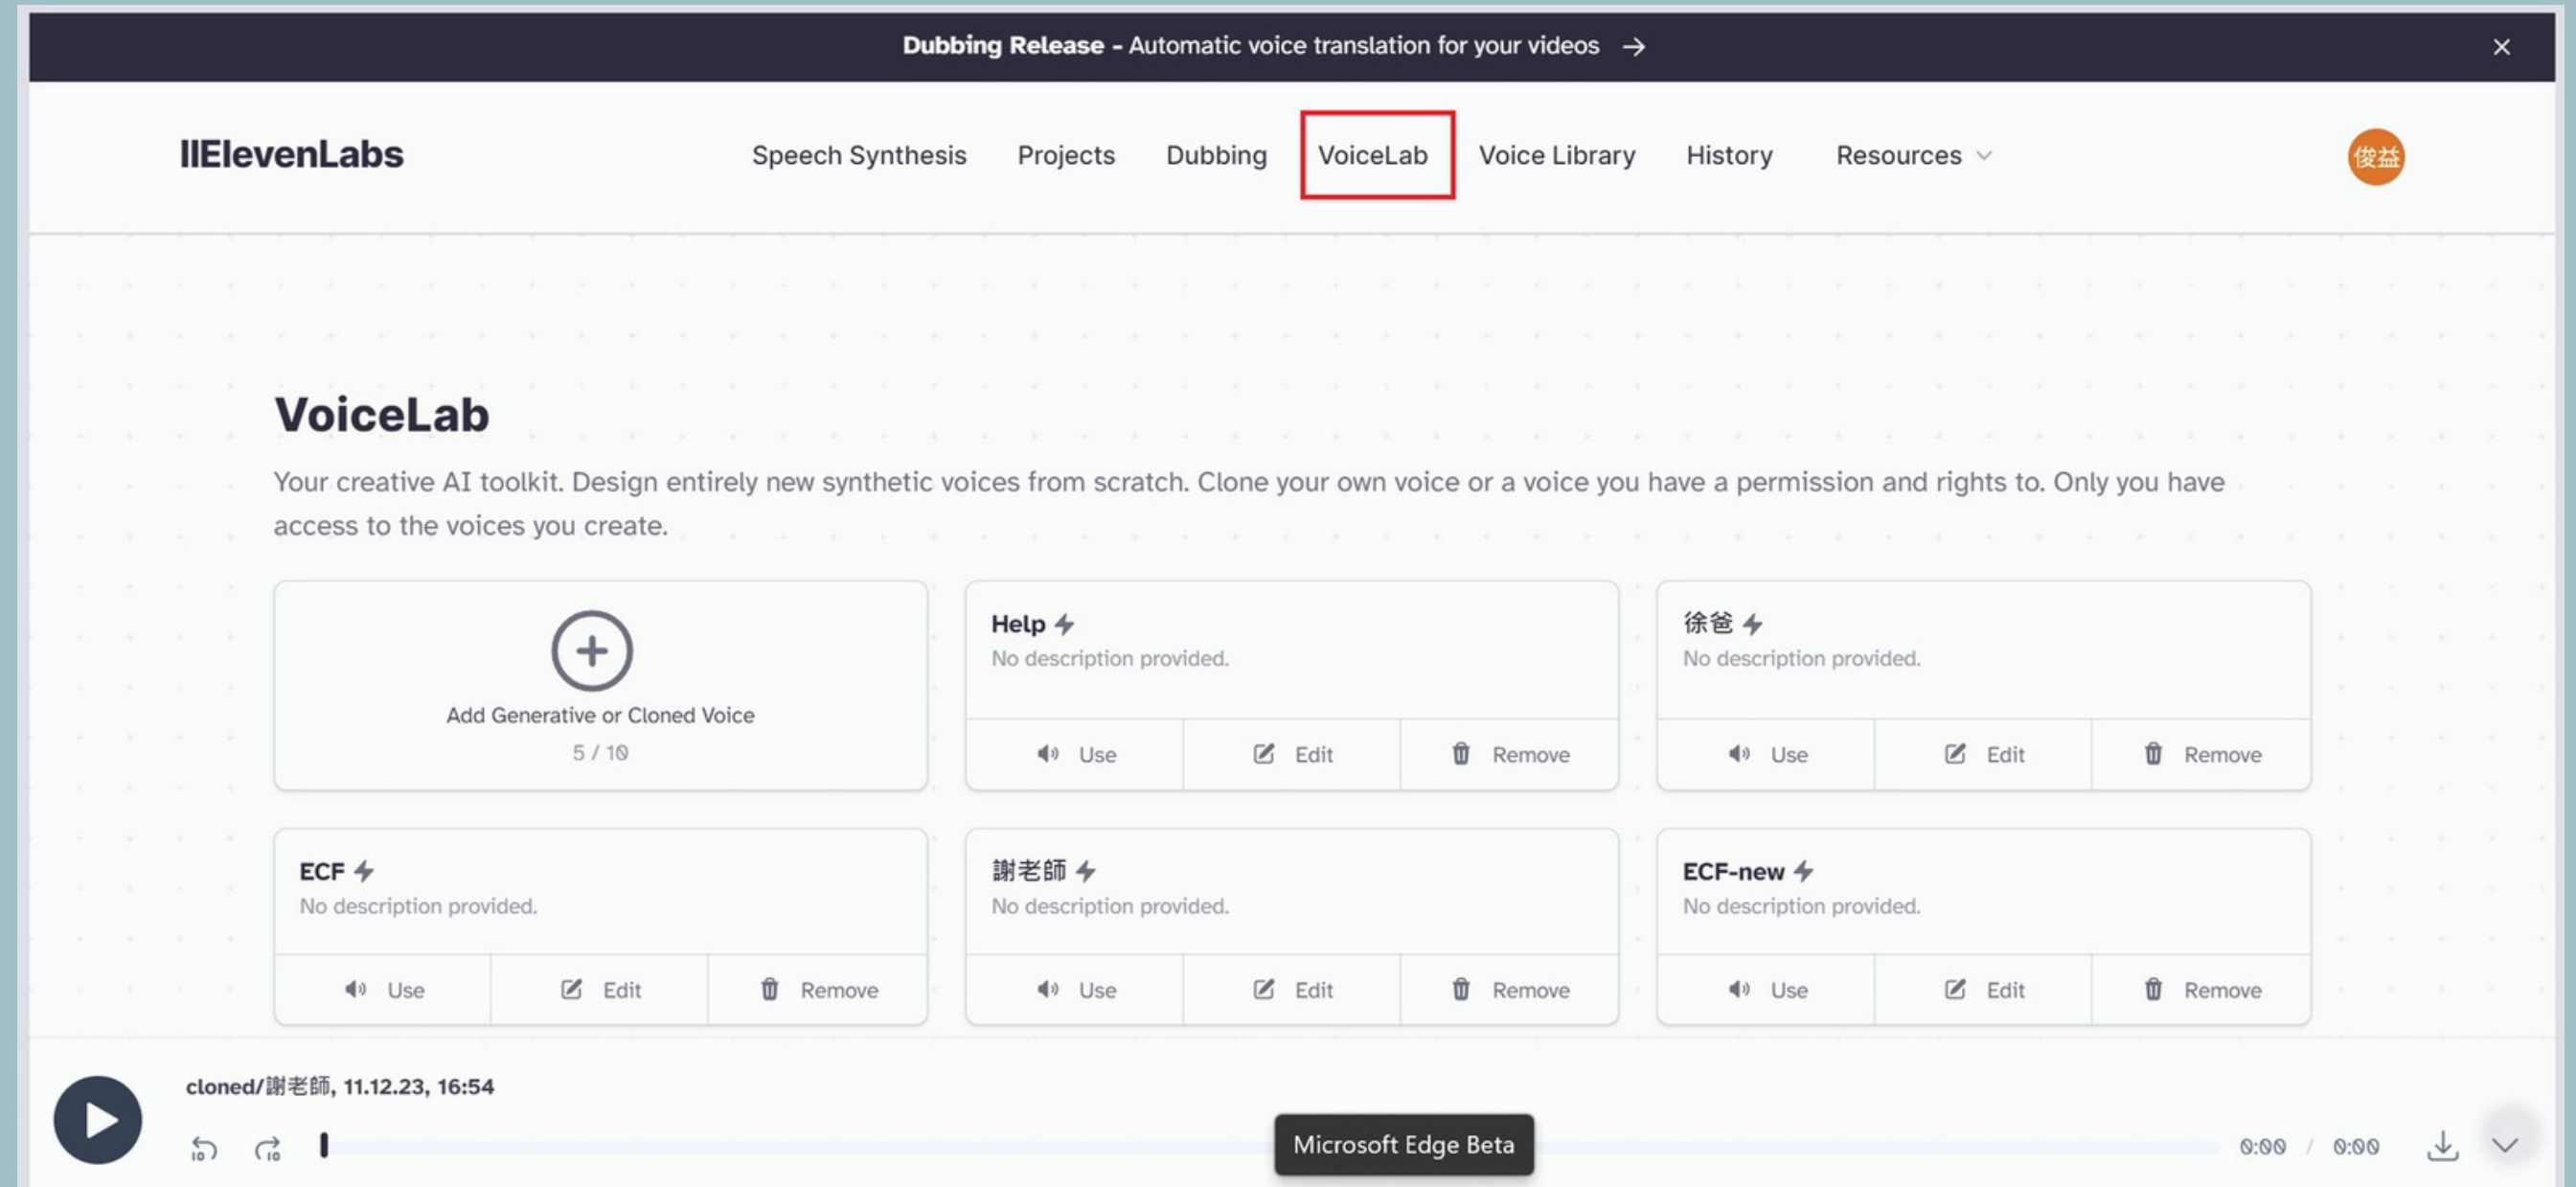 Dubbing Release - Automatic voice translation for your videos →
IIElevenLabs
Speech Synthesis Projects Dubbing VoiceLab Voice Library History Resources
俊益
VoiceLab
Your creative AI toolkit. Design entirely new synthetic voices from scratch. Clone your own voice or a voice you have a permission and rights to. Only you have
access to the voices you create.
Add Generative or Cloned Voice
5 / 10
Help
No description provided.
Use Edit Remove
徐爸
No description provided.
Use Edit Remove
ECF
No description provided.
Use Edit Remove
謝老師
No description provided.
Use Edit Remove
ECF-new
No description provided.
Use Edit Remove
cloned/謝老師, 11.12.23, 16:54
10 10
Microsoft Edge Beta
0:00 / 0:00